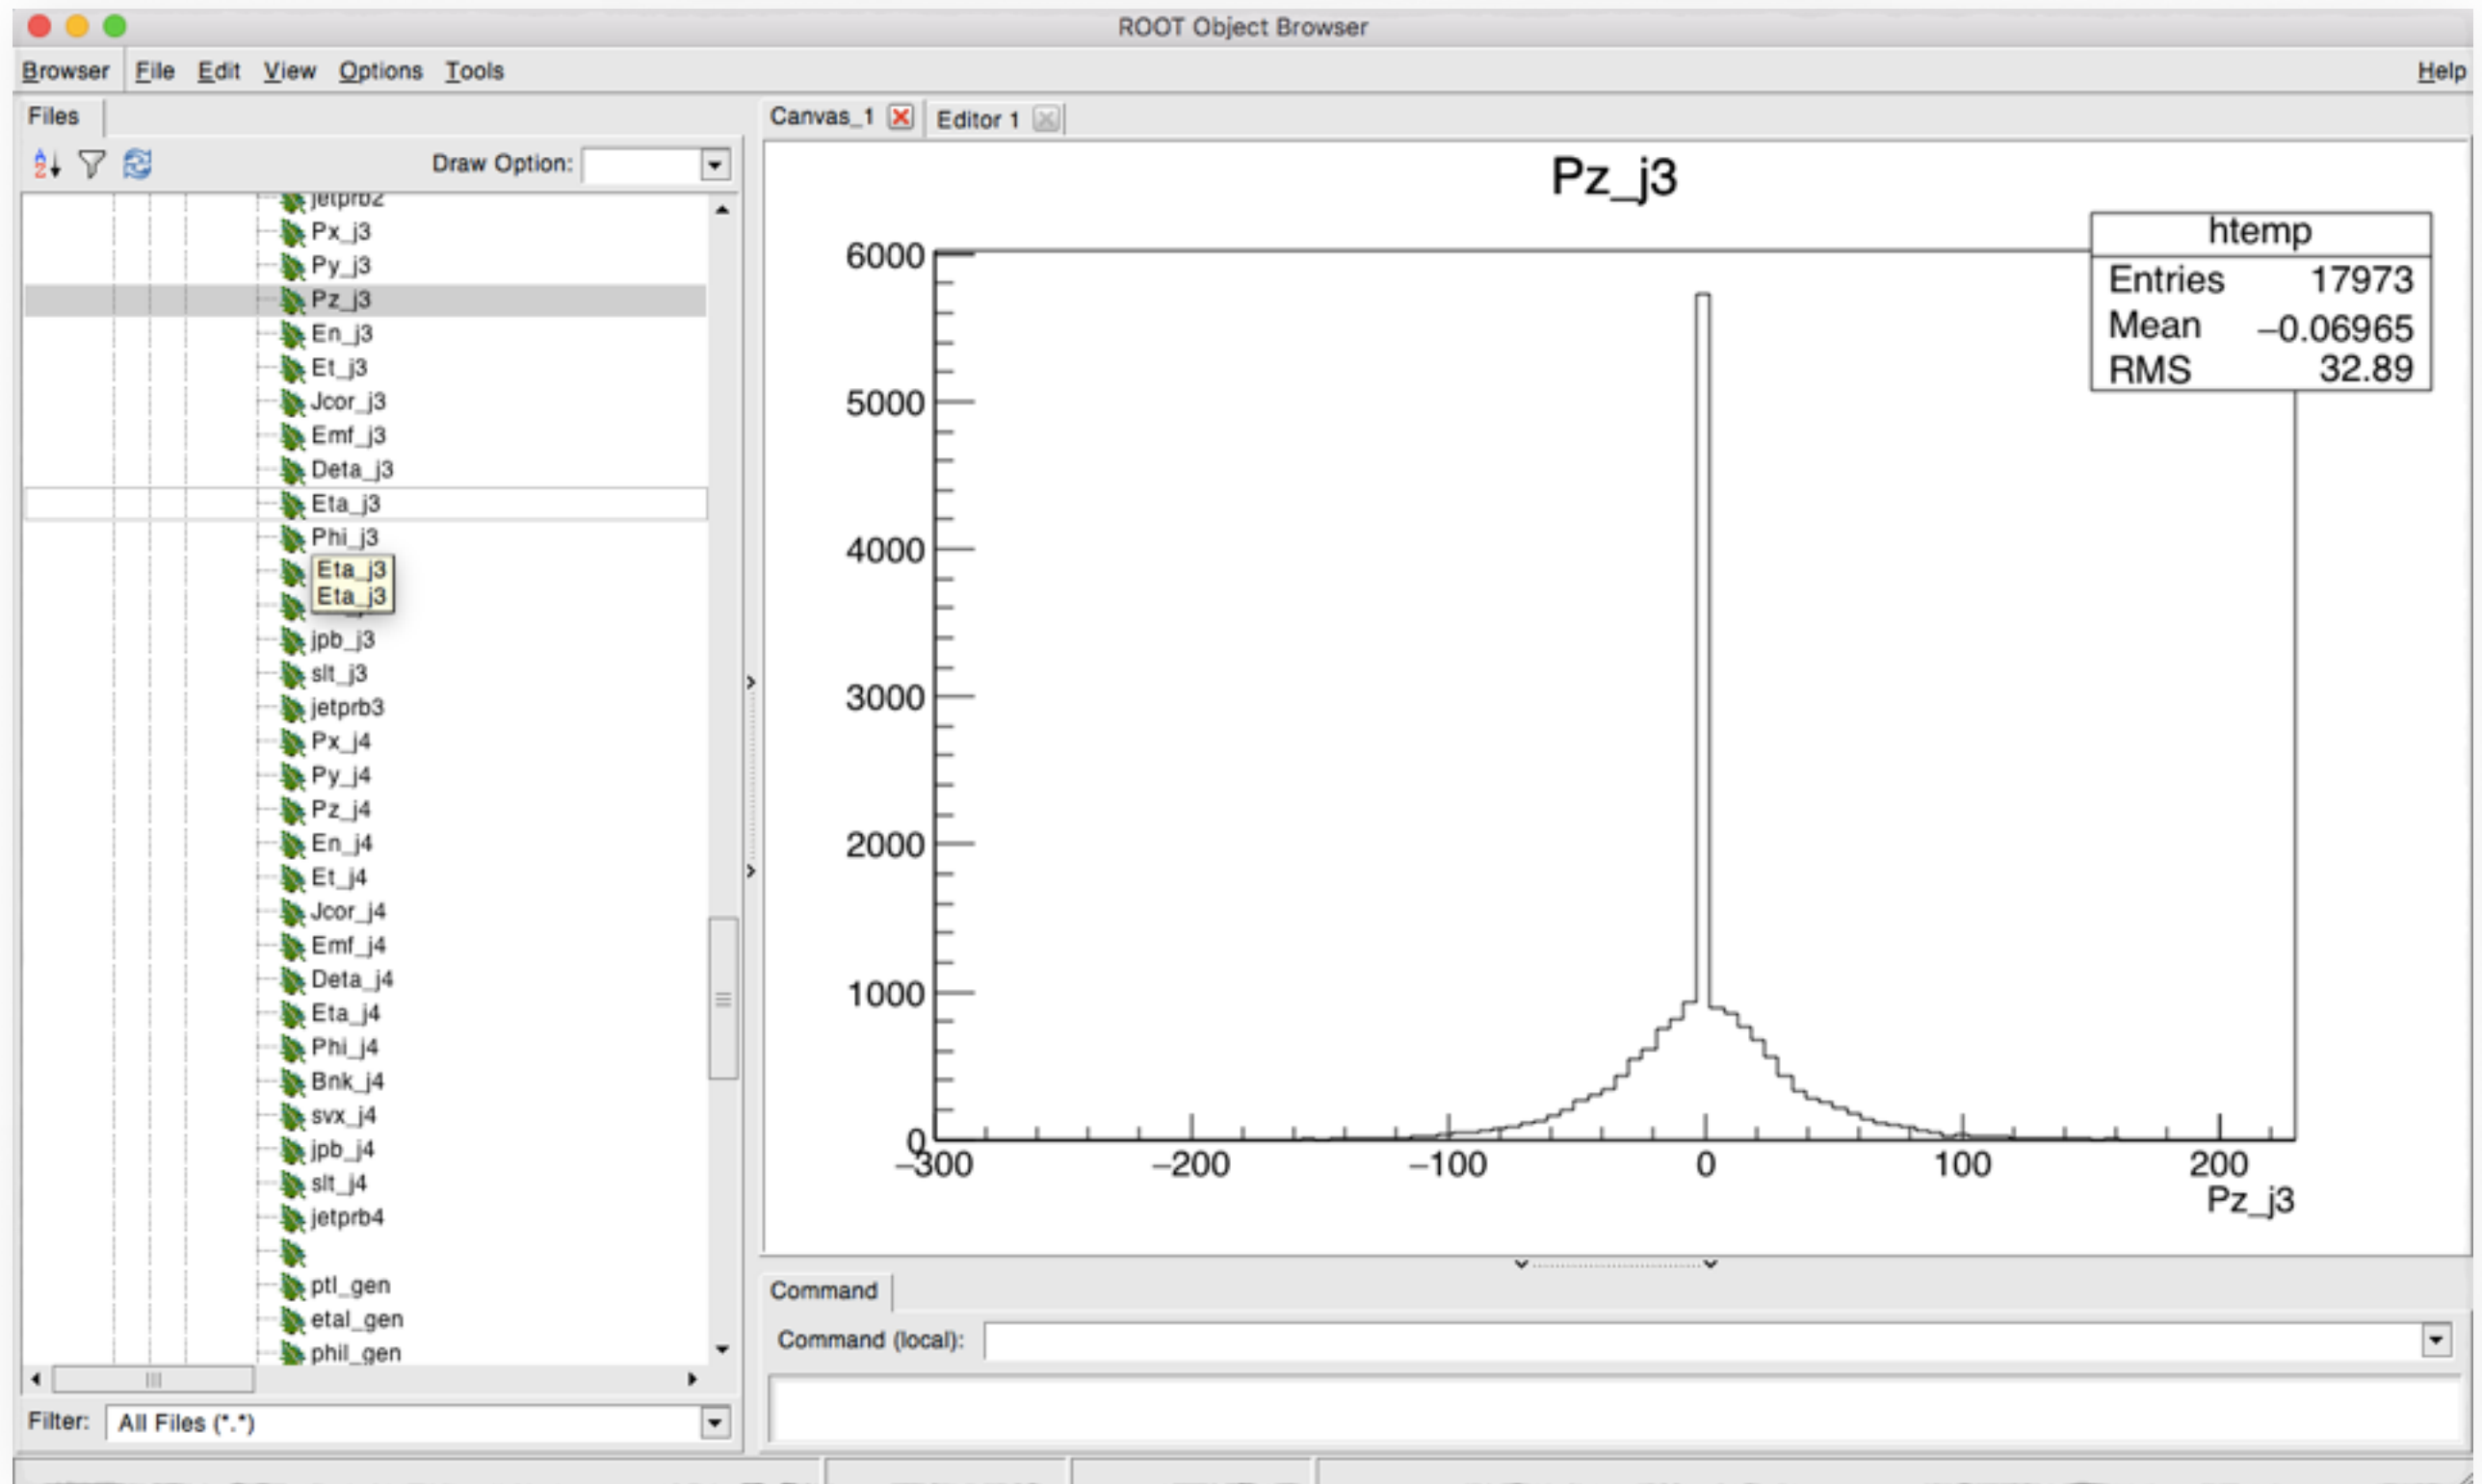 ROOT Object Browser
Browser File Edit View Options Tools Help
Files
Draw Option:
jetprb2
Px_j3
Py_j3
Pz_j3
En_j3
Et_j3
Jcor_j3
Emf_j3
Deta_j3
Eta_j3
Phi_j3
Eta_j3
Eta_j3
jpb_j3
slt_j3
jetprb3
Px_j4
Py_j4
Pz_j4
En_j4
Et_j4
Jcor_j4
Emf_j4
Deta_j4
Eta_j4
Phi_j4
Bnk_j4
svx_j4
jpb_j4
slt_j4
jetprb4
ptl_gen
etal_gen
phil_gen
Filter: All Files (*.*)
Canvas_1 Editor 1
Pz_j3
htemp
Entries 17973
Mean −0.06965
RMS 32.89
6000
5000
4000
3000
2000
1000
0
−300 −200 −100 0 100 200
Pz_j3
Command
Command (local):